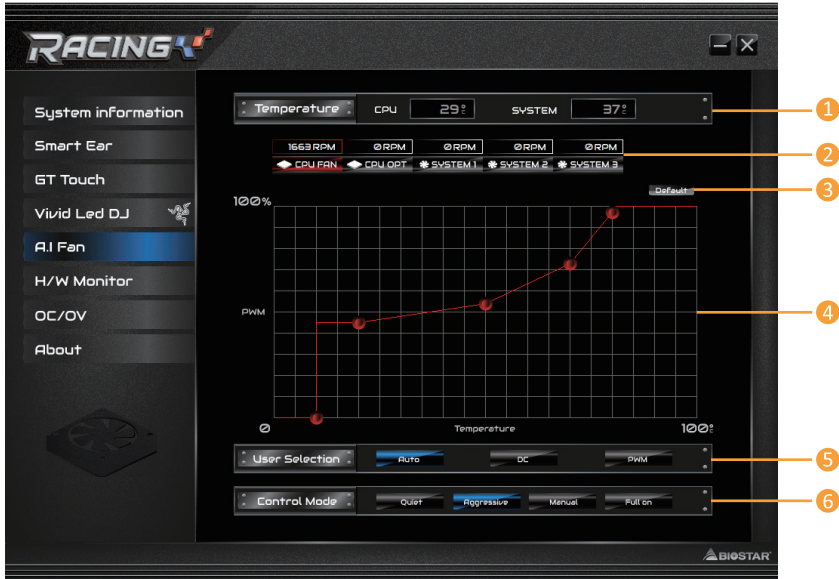 RACING
System information
Smart Ear
GT Touch
Vivid Led DJ
A.I Fan
H/W Monitor
OC/OV
About
Temperature CPU 29° SYSTEM 37° 1
1663 RPM 0 RPM 0 RPM 0 RPM 0 RPM 2
CPU FAN CPU OPT SYSTEM 1 SYSTEM 2 SYSTEM 3
Default 3
100%
PWM 4
0 Temperature 100°
User Selection Auto DC PWM 5
Control Mode Quiet Aggressive Manual Full on 6
BIOSTAR